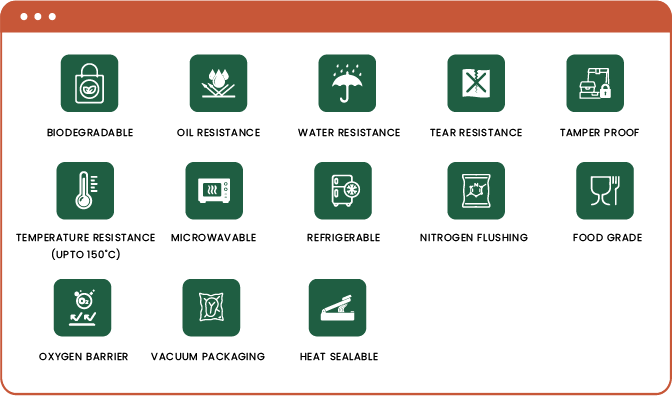 BIODEGRADABLE
OIL RESISTANCE
WATER RESISTANCE
TEAR RESISTANCE
TAMPER PROOF
TEMPERATURE RESISTANCE
(UPTO 150°C)
MICROWAVABLE
REFRIGERABLE
NITROGEN FLUSHING
FOOD GRADE
O₂
OXYGEN BARRIER
VACUUM PACKAGING
HEAT SEALABLE